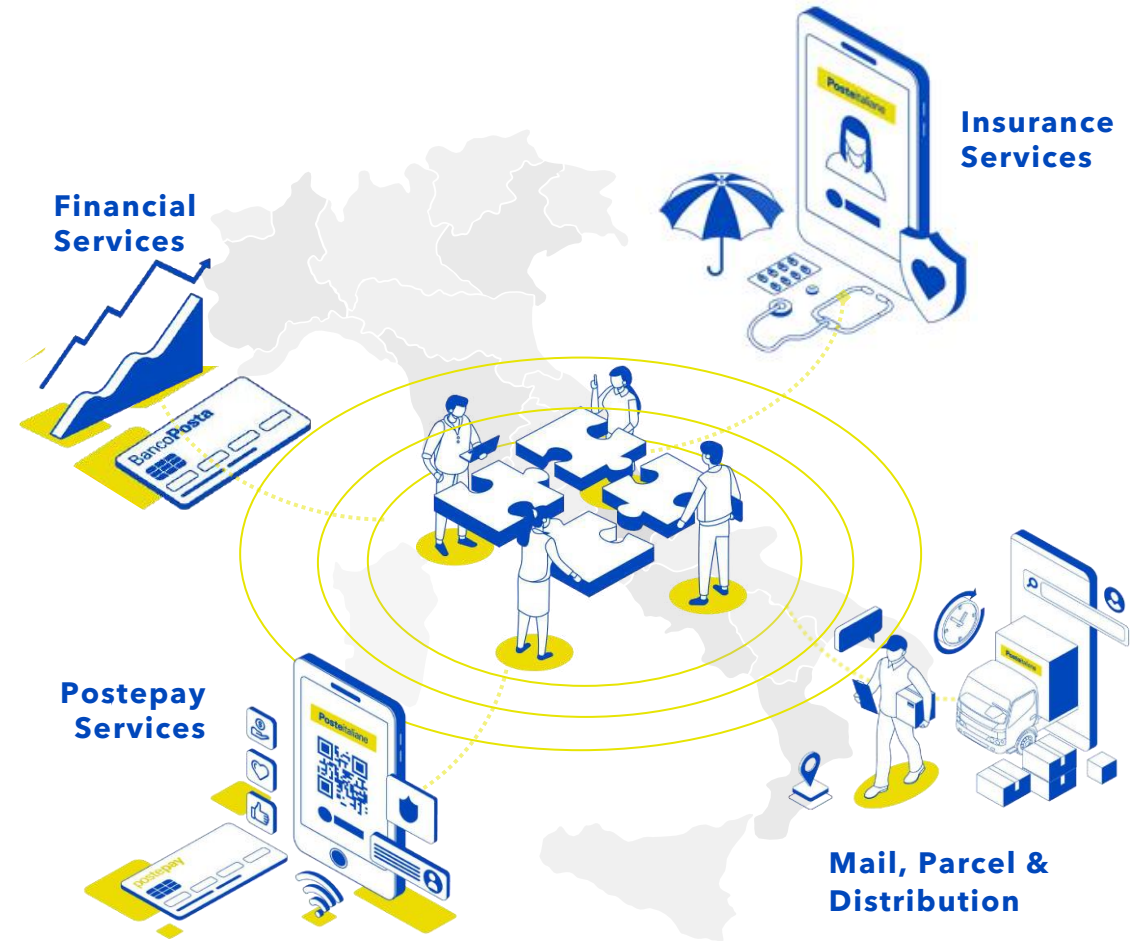 Posteitaliane
Insurance
Services
Financial
Services
BancoPosta
Postepay
Services
Posteitaliane
postepay
Posteitaliane
Mail, Parcel &
Distribution